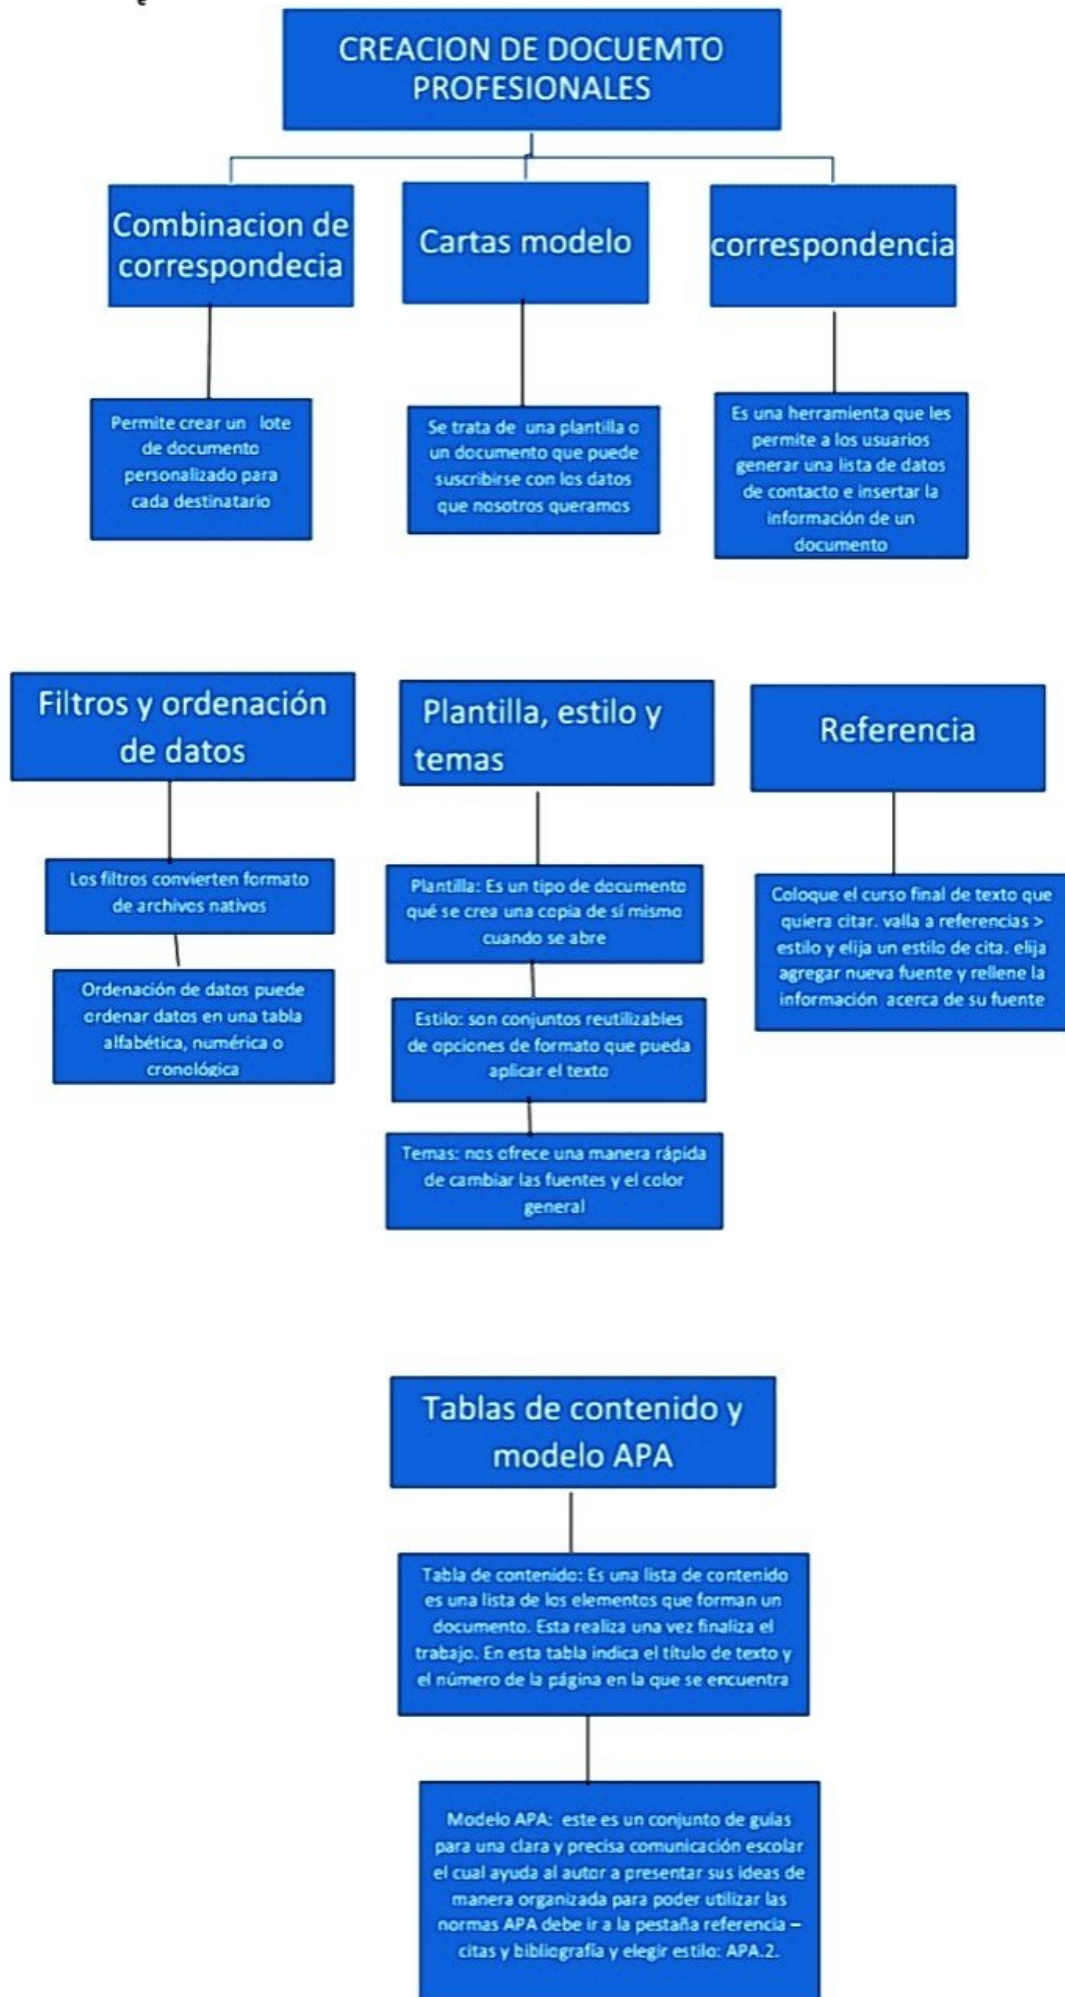 CREACION DE DOCUEMTO
PROFESIONALES
Combinacion de
correspondecia
Cartas modelo
correspondencia
Permite crear un lote
de documento
personalizado para
cada destinatario
Se trata de una plantilla o
un documento que puede
suscribirse con los datos
que nosotros queramos
Es una herramienta que les
permite a los usuarios
generar una lista de datos
de contacto e insertar la
información de un
documento
Filtros y ordenación
de datos
Plantilla, estilo y
temas
Referencia
Los filtros convierten formato
de archivos nativos
Ordenación de datos puede
ordenar datos en una tabla
alfabética, numérica o
cronológica
Plantilla: Es un tipo de documento
qué se crea una copia de sí mismo
cuando se abre
Estilo: son conjuntos reutilizables
de opciones de formato que pueda
aplicar el texto
Temas: nos ofrece una manera rápida
de cambiar las fuentes y el color
general
Coloque el curso final de texto que
quiera citar. valla a referencias >
estilo y elija un estilo de cita. elija
agregar nueva fuente y rellene la
información acerca de su fuente
Tablas de contenido y
modelo APA
Tabla de contenido: Es una lista de contenido
es una lista de los elementos que forman un
documento. Esta realiza una vez finaliza el
trabajo. En esta tabla indica el título de texto y
el número de la página en la que se encuentra
Modelo APA: este es un conjunto de guías
para una clara y precisa comunicación escolar
el cual ayuda al autor a presentar sus ideas de
manera organizada para poder utilizar las
normas APA debe ir a la pestaña referencia –
citas y bibliografía y elegir estilo: APA.2.